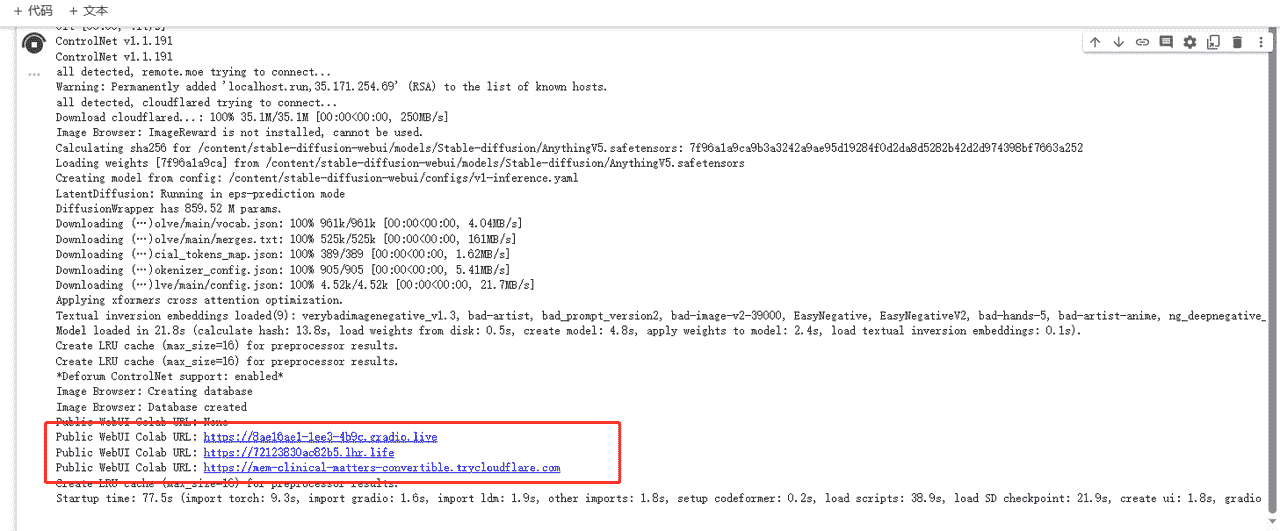 + 代码 + 文本
ControlNet v1.1.191
ControlNet v1.1.191
all detected, remote.moe trying to connect...
Warning: Permanently added 'localhost.run,35.171.254.69' (RSA) to the list of known hosts.
all detected, cloudflared trying to connect...
Download cloudflared...: 100% 35.1M/35.1M [00:00<00:00, 250MB/s]
Image Browser: ImageReward is not installed, cannot be used.
Calculating sha256 for /content/stable-diffusion-webui/models/Stable-diffusion/AnythingV5.safetensors: 7f96a1a9ca9b3a3242a9ae95d19284f0d2da8d5282b42d2d974398bf7663a252
Loading weights [7f96a1a9ca] from /content/stable-diffusion-webui/models/Stable-diffusion/AnythingV5.safetensors
Creating model from config: /content/stable-diffusion-webui/configs/v1-inference.yaml
LatentDiffusion: Running in eps-prediction mode
DiffusionWrapper has 859.52 M params.
Downloading (…)olve/main/vocab.json: 100% 961k/961k [00:00<00:00, 4.04MB/s]
Downloading (…)olve/main/merges.txt: 100% 525k/525k [00:00<00:00, 161MB/s]
Downloading (…)cial_tokens_map.json: 100% 389/389 [00:00<00:00, 1.62MB/s]
Downloading (…)okenizer_config.json: 100% 905/905 [00:00<00:00, 5.41MB/s]
Downloading (…)lve/main/config.json: 100% 4.52k/4.52k [00:00<00:00, 21.7MB/s]
Applying xformers cross attention optimization.
Textual inversion embeddings loaded(9): verybadimagenegative_v1.3, bad-artist, bad_prompt_version2, bad-image-v2-39000, EasyNegative, EasyNegativeV2, bad-hands-5, bad-artist-anime, ng_deepnegative_
Model loaded in 21.8s (calculate hash: 13.8s, load weights from disk: 0.5s, create model: 4.8s, apply weights to model: 2.4s, load textual inversion embeddings: 0.1s).
Create LRU cache (max_size=16) for preprocessor results.
Create LRU cache (max_size=16) for preprocessor results.
*Deforum ControlNet support: enabled*
Image Browser: Creating database
Image Browser: Database created
Public WebUI Colab URL: None
Public WebUI Colab URL: https://8ae16ae1-1ee3-4b9c.gradio.live
Public WebUI Colab URL: https://72123830ac82b5.lhr.life
Public WebUI Colab URL: https://mem-clinical-matters-convertible.trycloudflare.com
Create LRU cache (max_size=16) for preprocessor results.
Startup time: 77.5s (import torch: 9.3s, import gradio: 1.6s, import ldm: 1.9s, other imports: 1.8s, setup codeformer: 0.2s, load scripts: 38.9s, load SD checkpoint: 21.9s, create ui: 1.8s, gradio